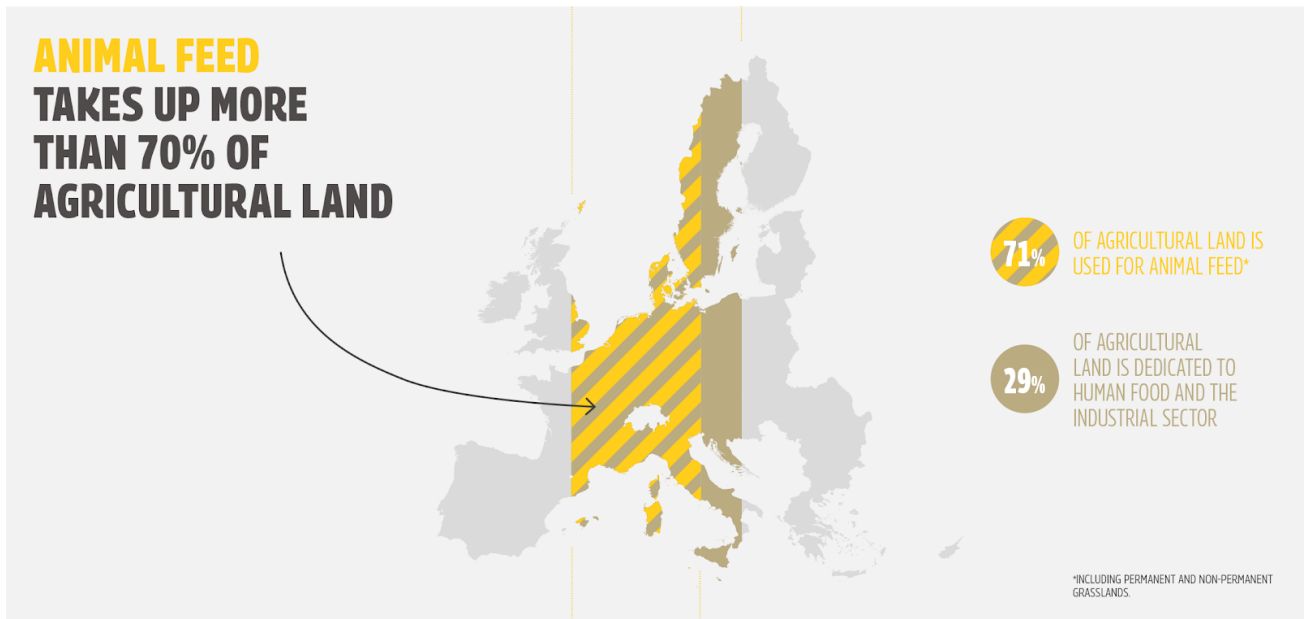 ANIMAL FEED
TAKES UP MORE
THAN 70% OF
AGRICULTURAL LAND
71%
OF AGRICULTURAL LAND IS
USED FOR ANIMAL FEED*
29%
OF AGRICULTURAL
LAND IS DEDICATED TO
HUMAN FOOD AND THE
INDUSTRIAL SECTOR
*INCLUDING PERMANENT AND NON-PERMANENT
GRASSLANDS.